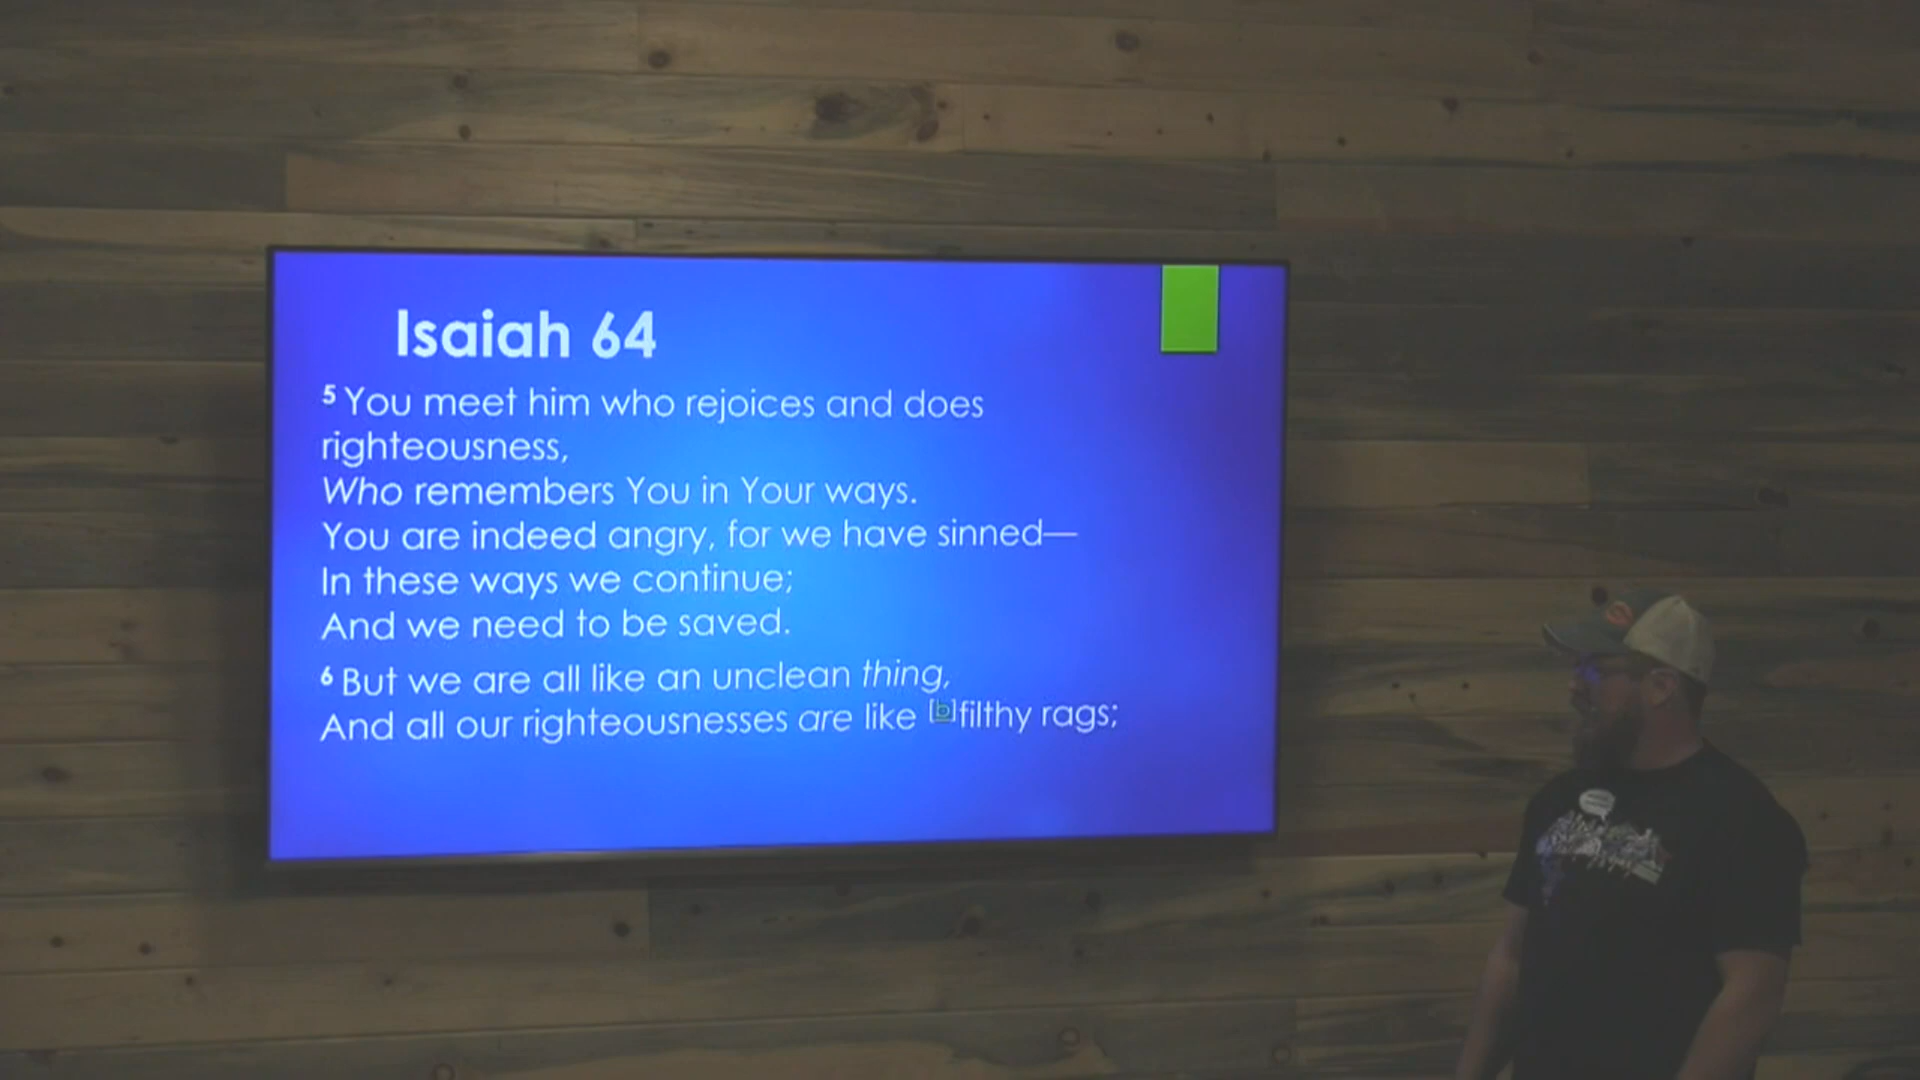 Isaiah 64
5 You meet him who rejoices and does
righteousness,
Who remembers You in Your ways.
You are indeed angry, for we have sinned—
In these ways we continue;
And we need to be saved.
6 But we are all like an unclean thing,
And all our righteousnesses are like [b]filthy rags;